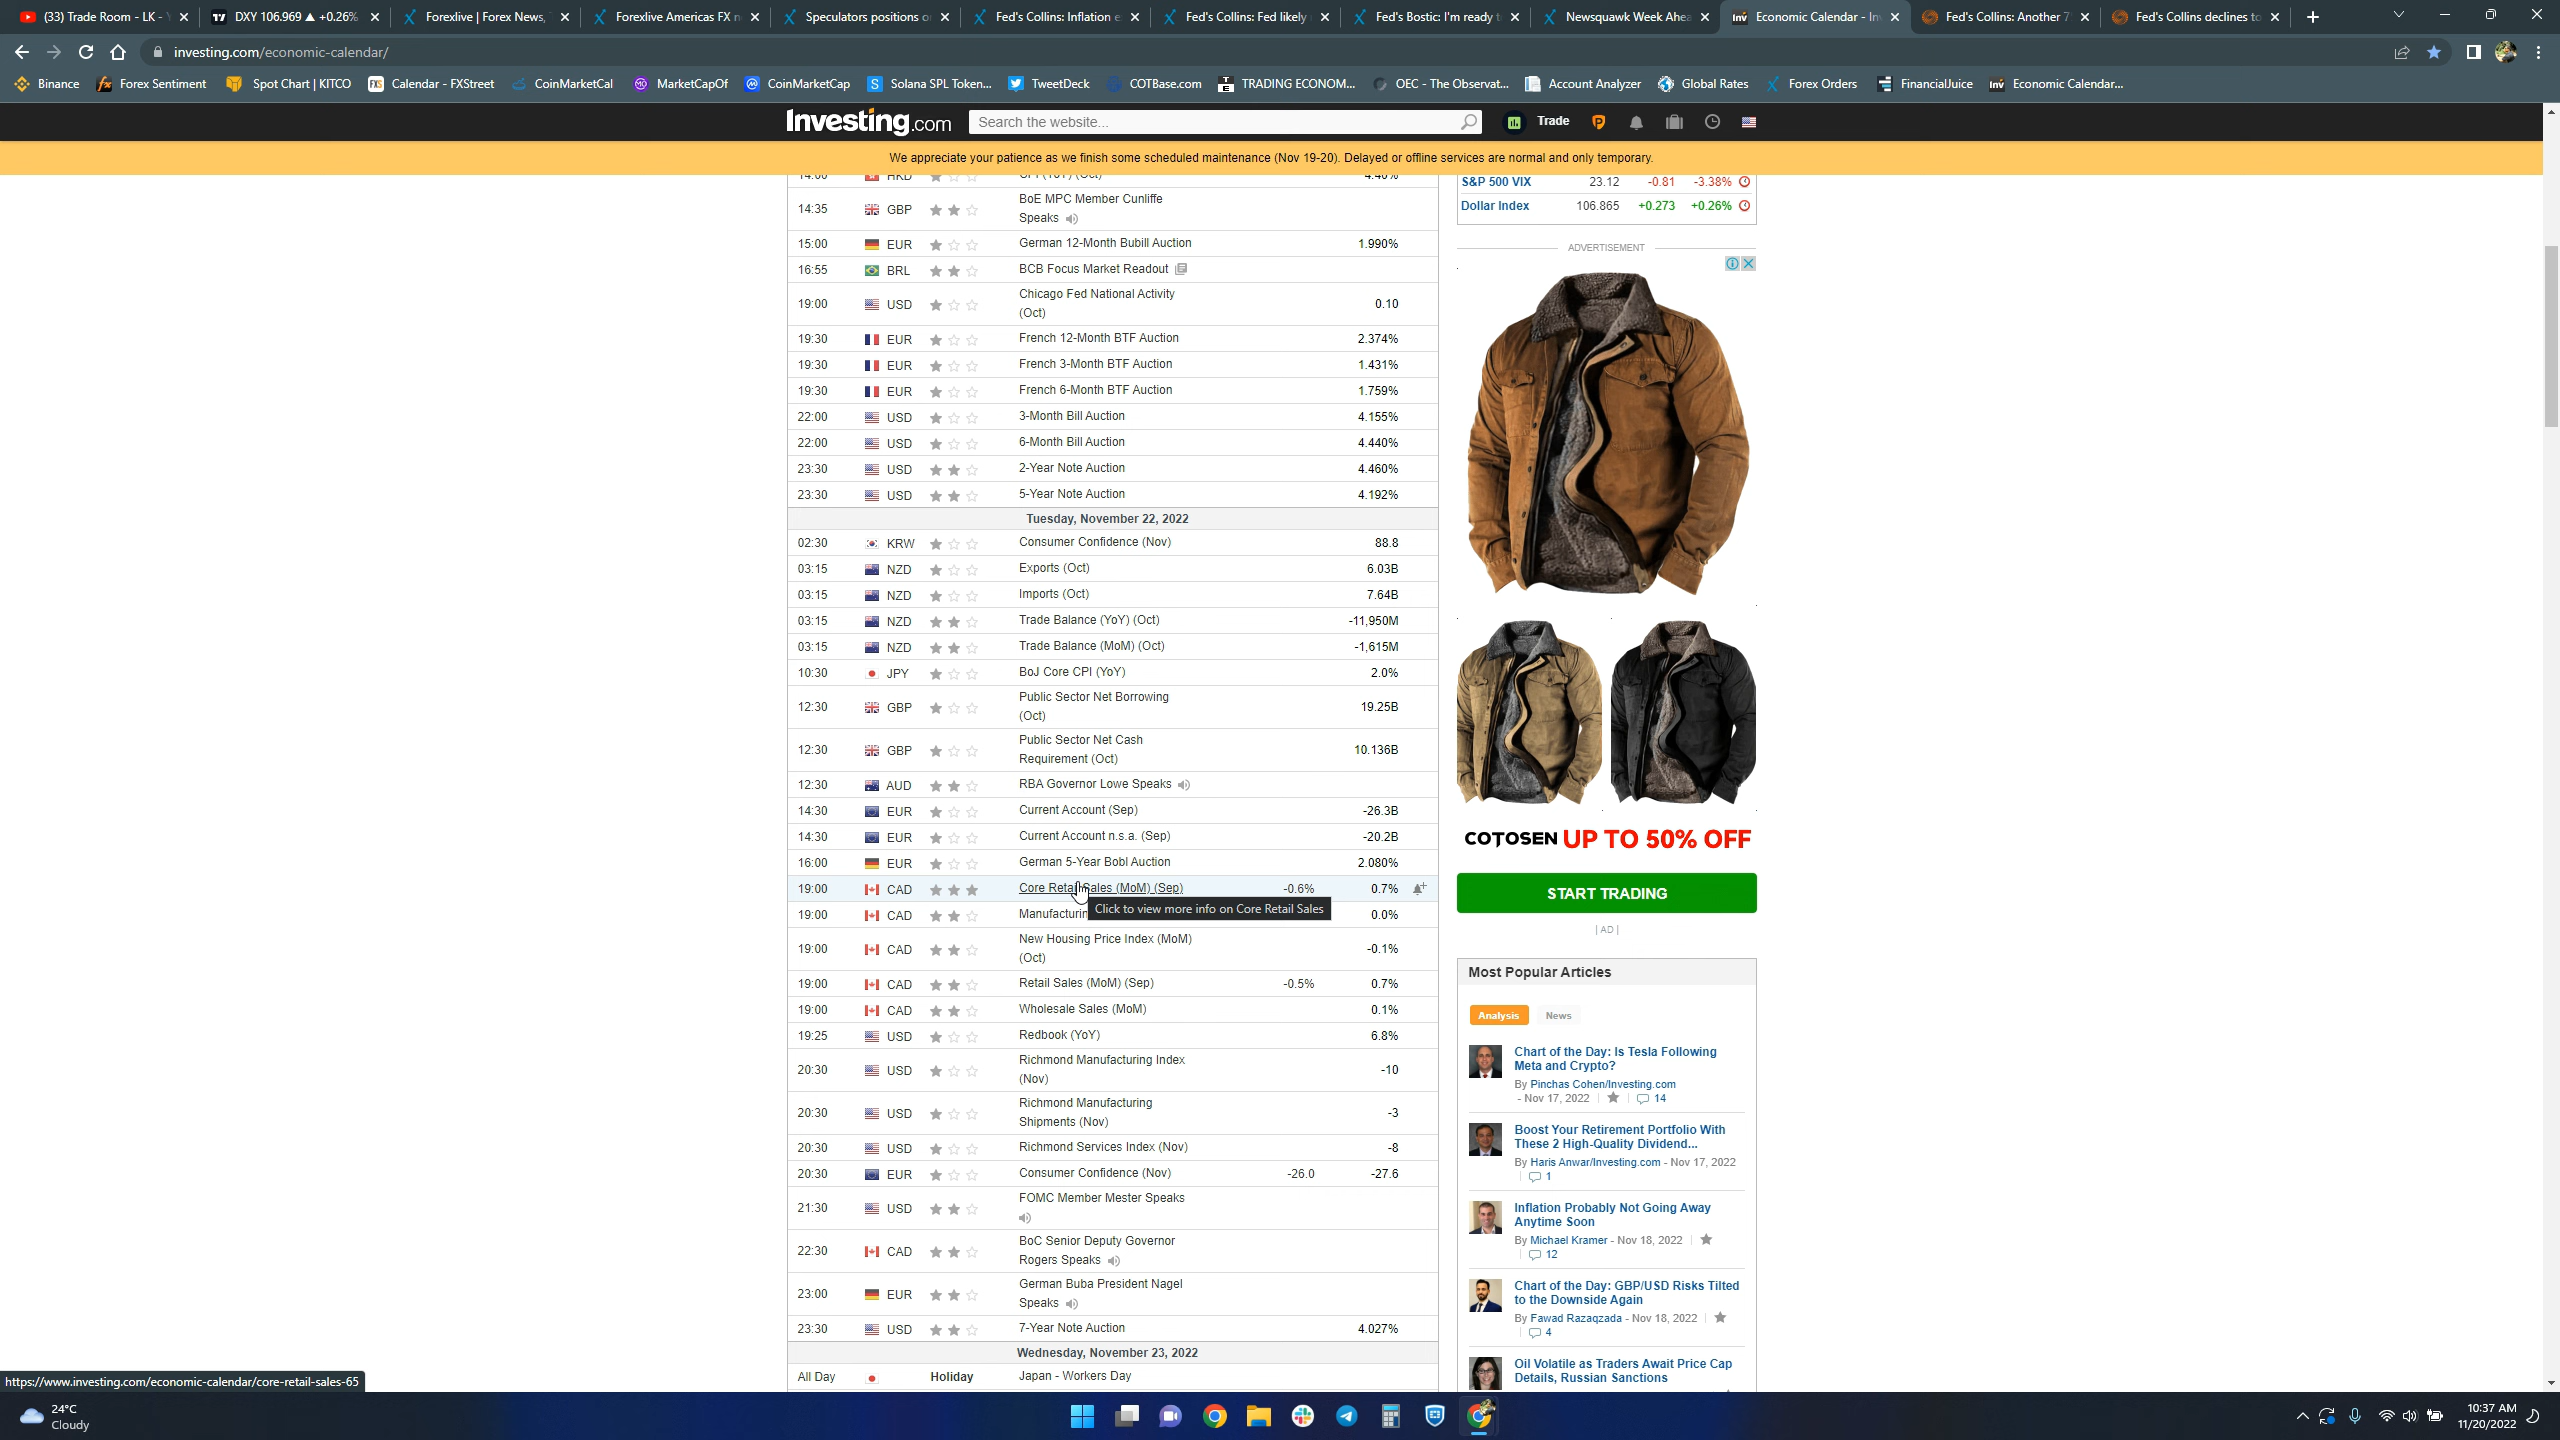 (33) Trade Room - LK - Y
DXY 106.969 ▲ +0.26%
Forexlive | Forex News,
Forexlive Americas FX n
Speculators positions o
Fed's Collins: Inflation e
Fed's Collins: Fed likely
Fed's Bostic: I'm ready t
Newsquawk Week Ahea
Economic Calendar - In
Fed's Collins: Another 7
Fed's Collins declines to
investing.com/economic-calendar/
Binance
Forex Sentiment
Spot Chart | KITCO
Calendar - FXStreet
CoinMarketCal
MarketCapOf
CoinMarketCap
Solana SPL Token...
TweetDeck
COTBase.com
TRADING ECONOM...
OEC - The Observat...
Account Analyzer
Global Rates
Forex Orders
FinancialJuice
Economic Calendar...
Investing.com
Search the website...
Trade
We appreciate your patience as we finish some scheduled maintenance (Nov 19-20). Delayed or offline services are normal and only temporary.
14:35 GBP BoE MPC Member Cunliffe
Speaks
15:00 EUR German 12-Month Bubill Auction 1.990%
16:55 BRL BCB Focus Market Readout
19:00 USD Chicago Fed National Activity
(Oct) 0.10
19:30 EUR French 12-Month BTF Auction 2.374%
19:30 EUR French 3-Month BTF Auction 1.431%
19:30 EUR French 6-Month BTF Auction 1.759%
22:00 USD 3-Month Bill Auction 4.155%
22:00 USD 6-Month Bill Auction 4.440%
23:30 USD 2-Year Note Auction 4.460%
23:30 USD 5-Year Note Auction 4.192%
Tuesday, November 22, 2022
02:30 KRW Consumer Confidence (Nov) 88.8
03:15 NZD Exports (Oct) 6.03B
03:15 NZD Imports (Oct) 7.64B
03:15 NZD Trade Balance (YoY) (Oct) -11,950M
03:15 NZD Trade Balance (MoM) (Oct) -1,615M
10:30 JPY BoJ Core CPI (YoY) 2.0%
12:30 GBP Public Sector Net Borrowing
(Oct) 19.25B
12:30 GBP Public Sector Net Cash
Requirement (Oct) 10.136B
12:30 AUD RBA Governor Lowe Speaks
14:30 EUR Current Account (Sep) -26.3B
14:30 EUR Current Account n.s.a. (Sep) -20.2B
16:00 EUR German 5-Year Bobl Auction 2.080%
19:00 CAD Core Retail Sales (MoM) (Sep) -0.6% 0.7%
Click to view more info on Core Retail Sales
19:00 CAD Manufacturin 0.0%
19:00 CAD New Housing Price Index (MoM)
(Oct) -0.1%
19:00 CAD Retail Sales (MoM) (Sep) -0.5% 0.7%
19:00 CAD Wholesale Sales (MoM) 0.1%
19:25 USD Redbook (YoY) 6.8%
20:30 USD Richmond Manufacturing Index
(Nov) -10
20:30 USD Richmond Manufacturing
Shipments (Nov) -3
20:30 USD Richmond Services Index (Nov) -8
20:30 EUR Consumer Confidence (Nov) -26.0 -27.6
21:30 USD FOMC Member Mester Speaks
22:30 CAD BoC Senior Deputy Governor
Rogers Speaks
23:00 EUR German Buba President Nagel
Speaks
23:30 USD 7-Year Note Auction 4.027%
Wednesday, November 23, 2022
All Day Holiday Japan - Workers Day
S&P 500 VIX 23.12 -0.81 -3.38%
Dollar Index 106.865 +0.273 +0.26%
ADVERTISEMENT
COTOSEN UP TO 50% OFF
START TRADING
| AD |
Most Popular Articles
Analysis News
Chart of the Day: Is Tesla Following
Meta and Crypto?
By Pinchas Cohen/Investing.com
- Nov 17, 2022 | 14
Boost Your Retirement Portfolio With
These 2 High-Quality Dividend...
By Haris Anwar/Investing.com - Nov 17, 2022
| 1
Inflation Probably Not Going Away
Anytime Soon
By Michael Kramer - Nov 18, 2022 |
| 12
Chart of the Day: GBP/USD Risks Tilted
to the Downside Again
By Fawad Razaqzada - Nov 18, 2022 |
| 4
Oil Volatile as Traders Await Price Cap
Details, Russian Sanctions
https://www.investing.com/economic-calendar/core-retail-sales-65
24°C
Cloudy
10:37 AM
11/20/2022